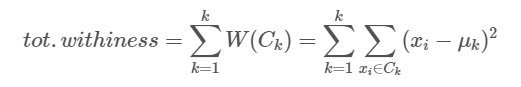 tot.withiness = \sum_{k=1}^{k} W(C_k) = \sum_{k=1}^{k} \sum_{x_i \in C_k} (x_i - \mu_k)^2